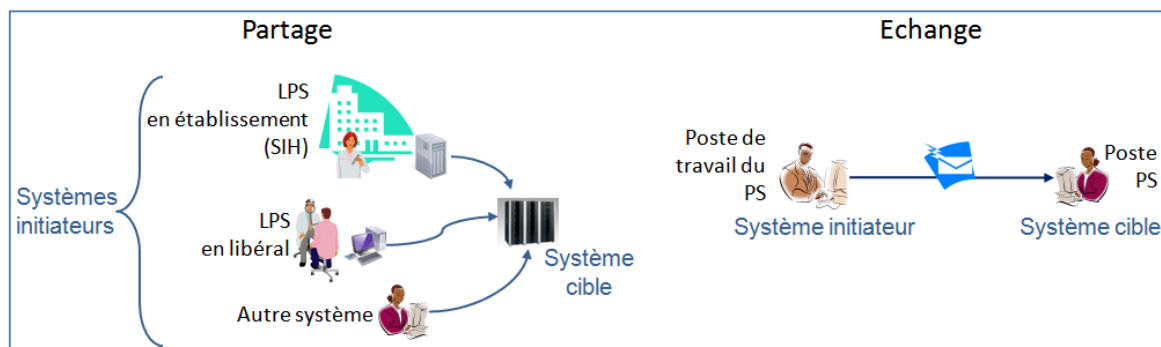 Partage
Echange
LPS
en établissement
(SIH)
Systèmes
initiateurs
LPS
en libéral
Autre système
Système
cible
Poste de
travail du
PS
Système initiateur
Poste
PS
Système cible